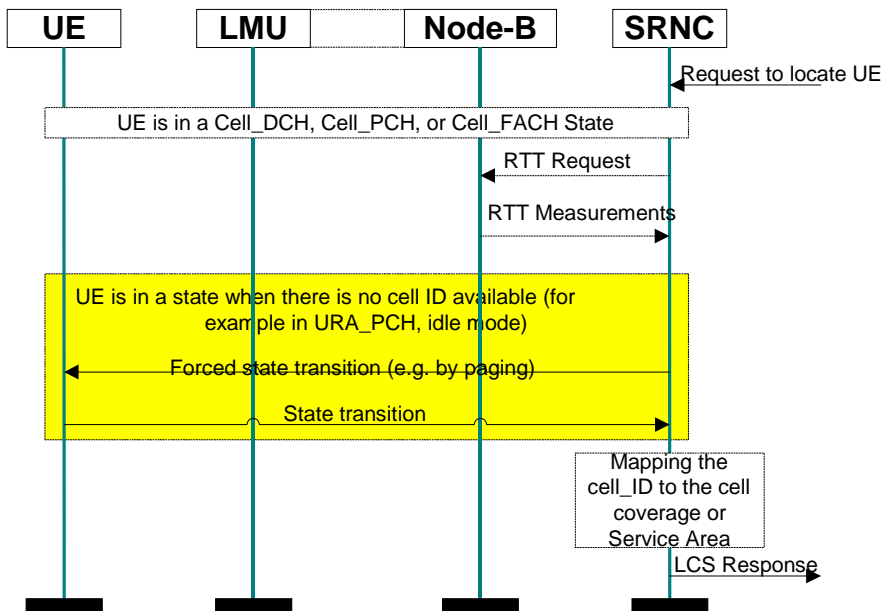 UE
LMU
Node-B
SRNC
Request to locate UE
UE is in a Cell_DCH, Cell_PCH, or Cell_FACH State
RTT Request
RTT Measurements
UE is in a state when there is no cell ID available (for
example in URA_PCH, idle mode)
Forced state transition (e.g. by paging)
State transition
Mapping the
cell_ID to the cell
coverage or
Service Area
LCS Response